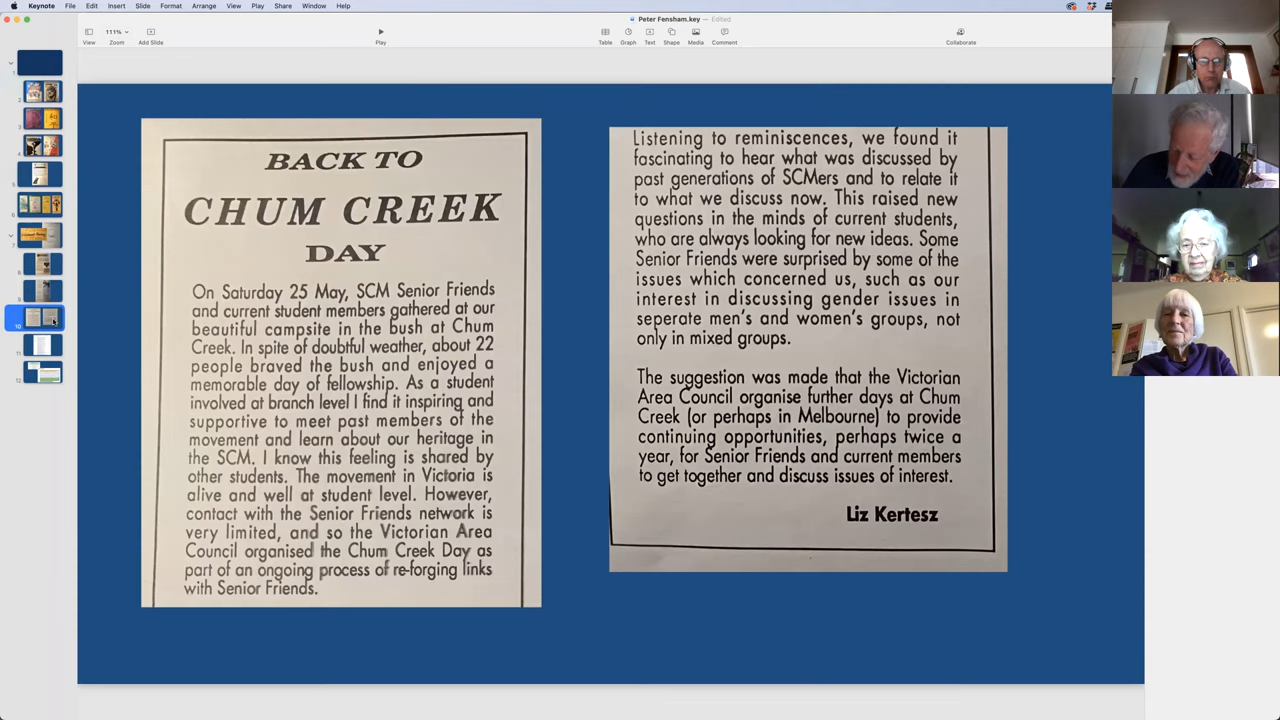 Keynote File Edit Insert Slide Format Arrange View Play Share Window Help
Peter Fensham.key — Edited
111%
View Zoom Add Slide Play Table Graph Text Shape Media Comment Collaborate
1
2
3
4
5
6
7
8
9
10
11
12
BACK TO
CHUM CREEK
DAY
On Saturday 25 May, SCM Senior Friends
and current student members gathered at our
beautiful campsite in the bush at Chum
Creek. In spite of doubtful weather, about 22
people braved the bush and enjoyed a
memorable day of fellowship. As a student
involved at branch level I find it inspiring and
supportive to meet past members of the
movement and learn about our heritage in
the SCM. I know this feeling is shared by
other students. The movement in Victoria is
alive and well at student level. However,
contact with the Senior Friends network is
very limited, and so the Victorian Area
Council organised the Chum Creek Day as
part of an ongoing process of re-forging links
with Senior Friends.
Listening to reminiscences, we found it
fascinating to hear what was discussed by
past generations of SCMers and to relate it
to what we discuss now. This raised new
questions in the minds of current students,
who are always looking for new ideas. Some
Senior Friends were surprised by some of the
issues which concerned us, such as our
interest in discussing gender issues in
seperate men's and women's groups, not
only in mixed groups.
The suggestion was made that the Victorian
Area Council organise further days at Chum
Creek (or perhaps in Melbourne) to provide
continuing opportunities, perhaps twice a
year, for Senior Friends and current members
to get together and discuss issues of interest.
Liz Kertesz